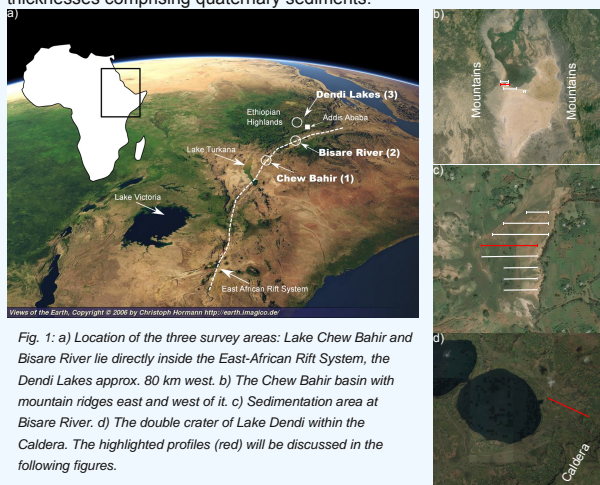 thicknesses comprising quaternary sediments.
a)
Dendi Lakes (3)
Ethiopian
Highlands
Addis Ababa
Lake Turkana
Bisare River (2)
Chew Bahir (1)
Lake Victoria
East African Rift System
Views of the Earth, Copyright © 2006 by Christoph Hormann http://earth.imagico.de/
b)
Mountains
Mountains
c)
d)
Caldera
Fig. 1: a) Location of the three survey areas: Lake Chew Bahir and
Bisare River lie directly inside the East-African Rift System, the
Dendi Lakes approx. 80 km west. b) The Chew Bahir basin with
mountain ridges east and west of it. c) Sedimentation area at
Bisare River. d) The double crater of Lake Dendi within the
Caldera. The highlighted profiles (red) will be discussed in the
following figures.